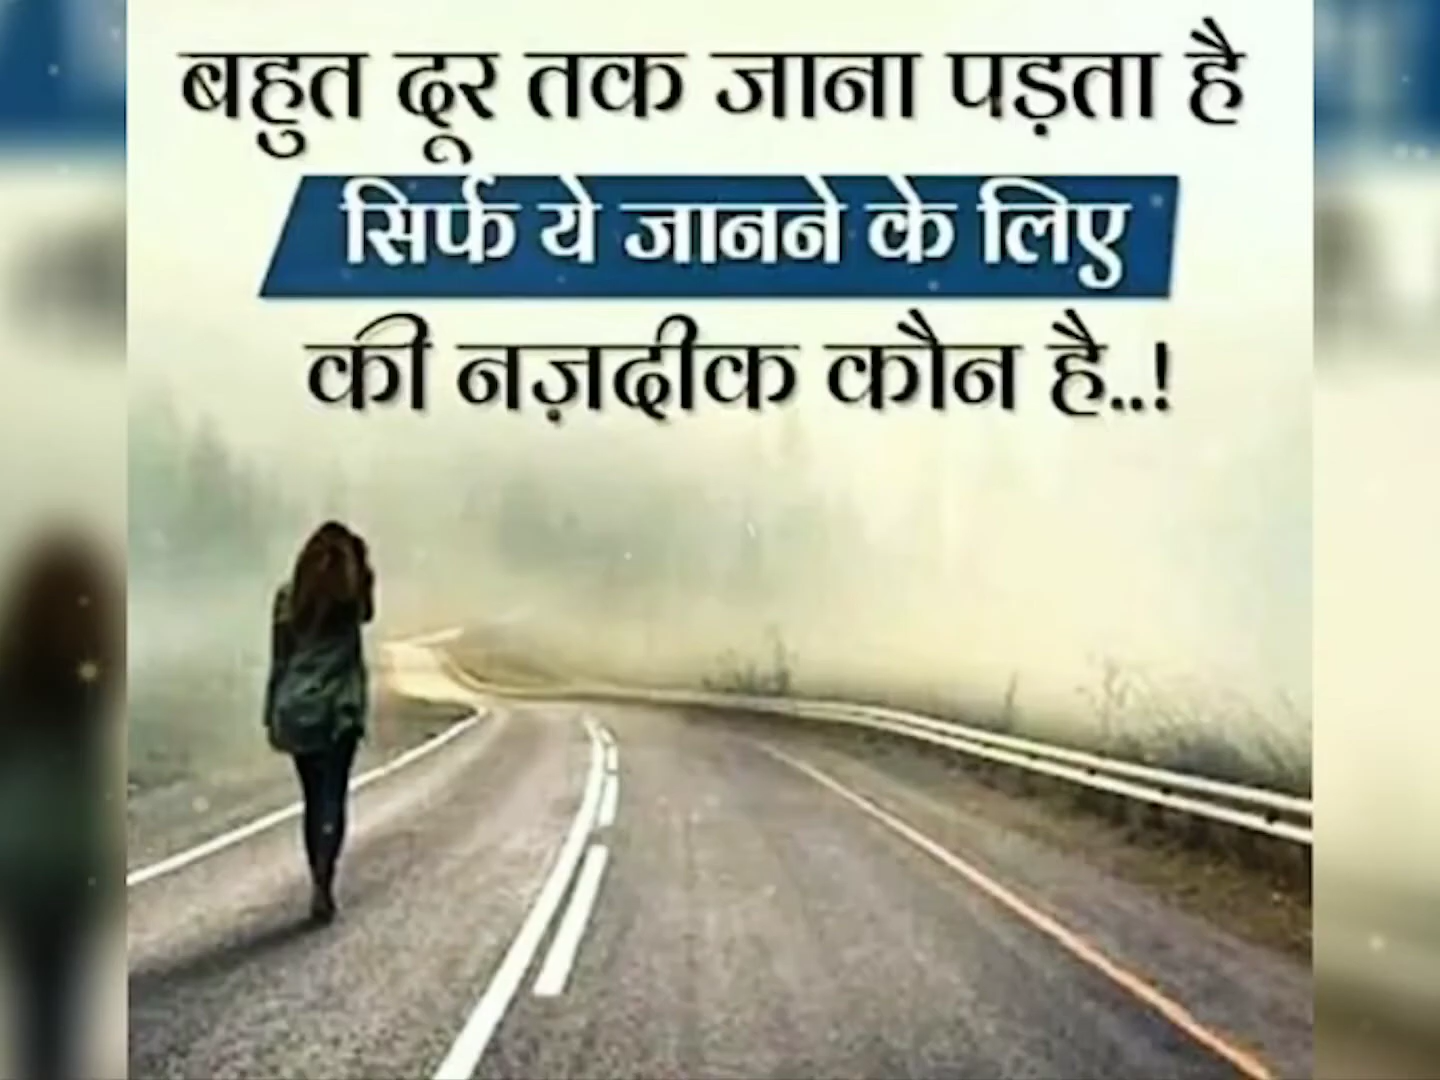 बहुत दूर तक जाना पड़ता है
सिर्फ ये जानने के लिए
की नज़दीक कौन है..!